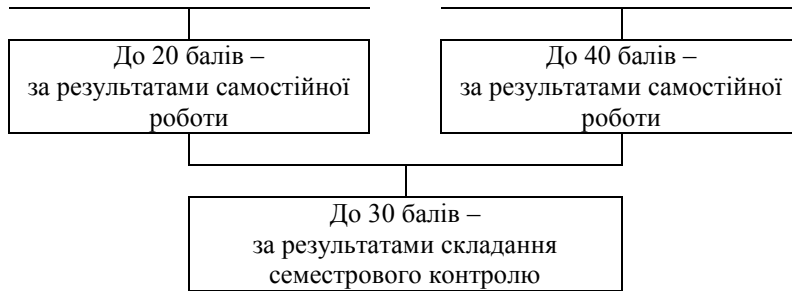 До 20 балів –
за результатами самостійної
роботи
До 40 балів –
за результатами самостійної
роботи
До 30 балів –
за результатами складання
семестрового контролю